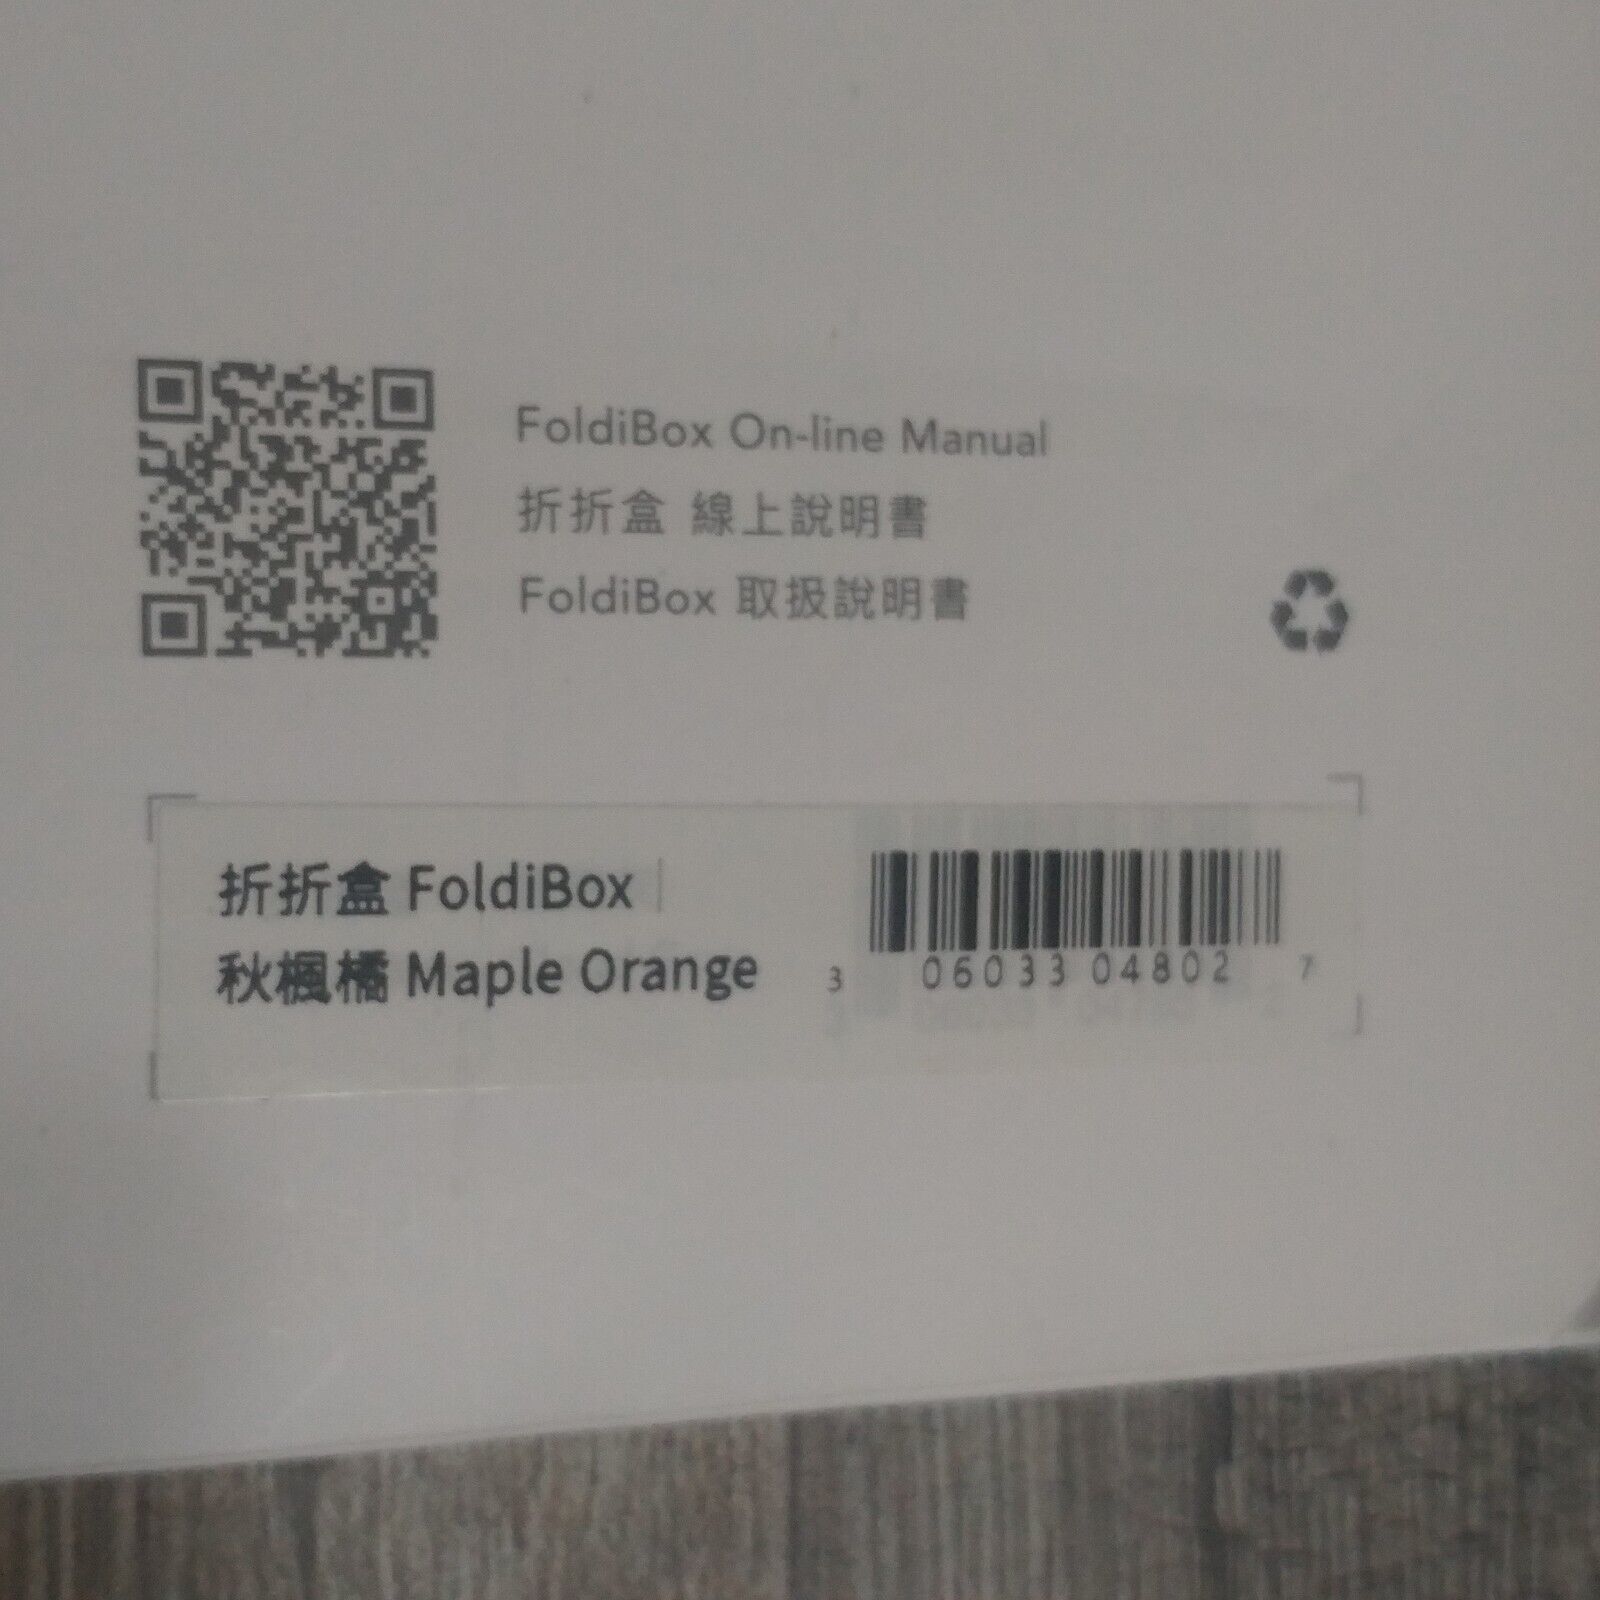 FoldiBox On-line Manual
折折盒 線上說明書
FoldiBox 取扱說明書
折折盒 FoldiBox
秋楓橘 Maple Orange
3 06033 04802 7